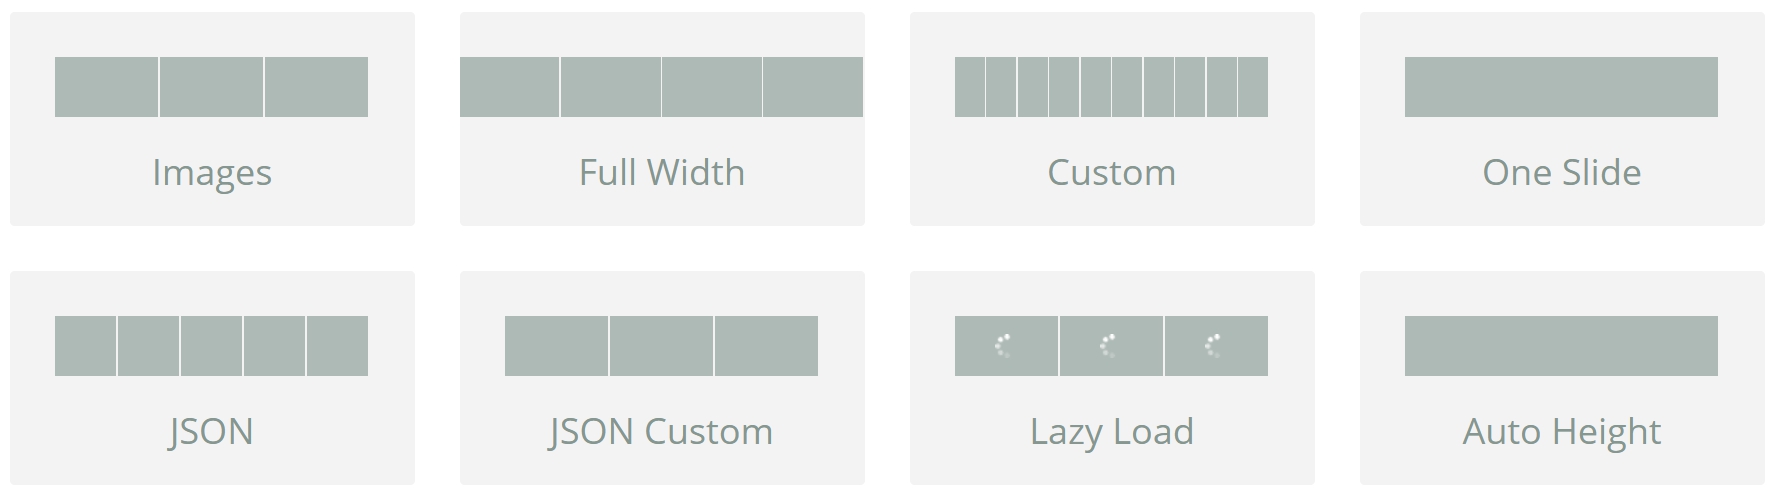 Images
Full Width
Custom
One Slide
JSON
JSON Custom
Lazy Load
Auto Height